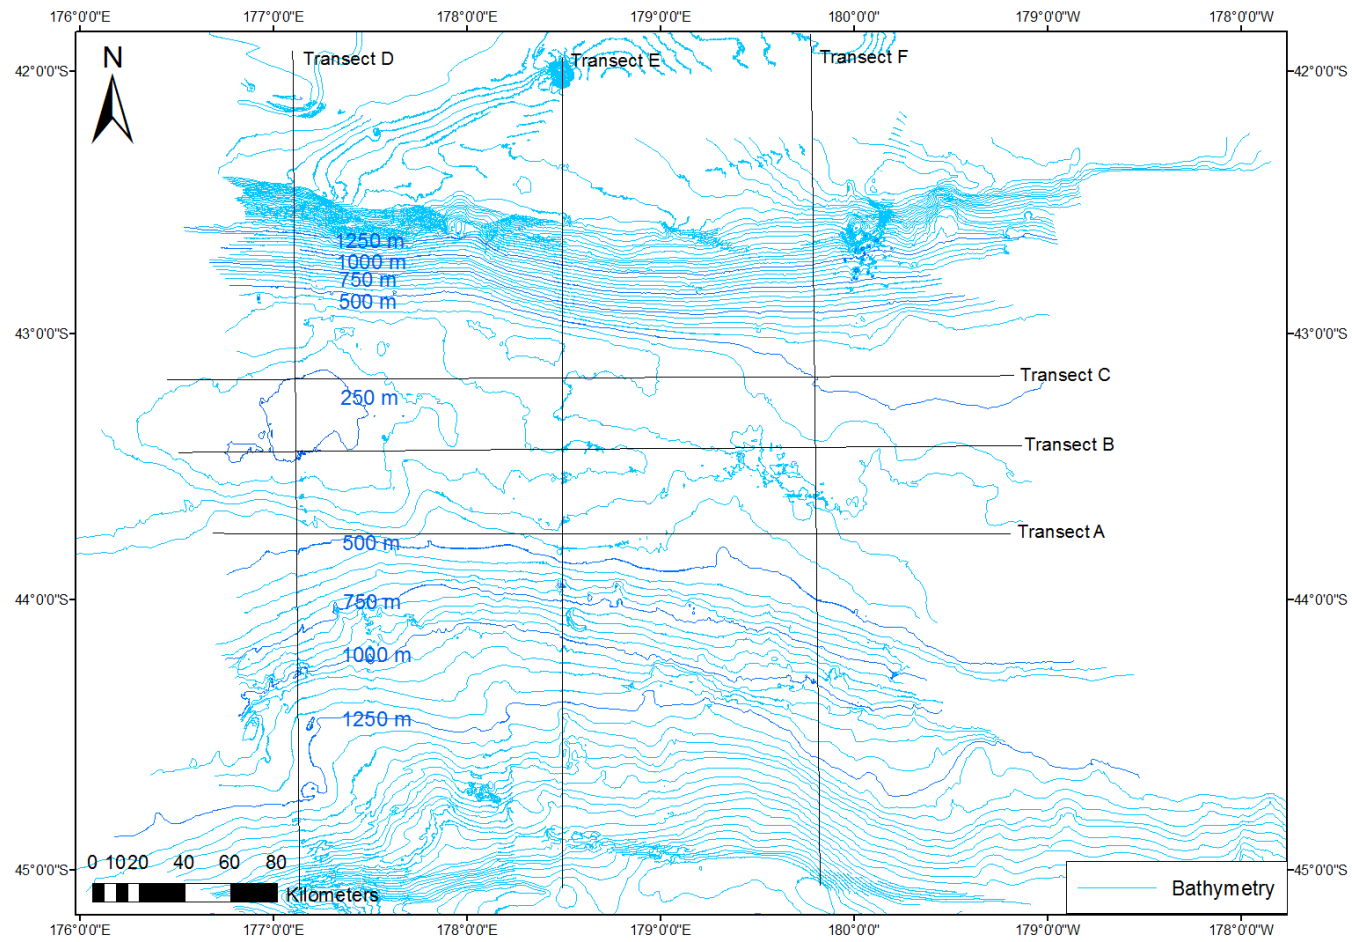 176°0'0"E 177°0'0"E 178°0'0"E 179°0'0"E 180°0'0" 179°0'0"W 178°0'0"W
N
Transect D
Transect E
Transect F
42°0'0"S
42°0'0"S
1250 m
1000 m
750 m
500 m
43°0'0"S
43°0'0"S
Transect C
250 m
Transect B
Transect A
500 m
44°0'0"S
750 m
44°0'0"S
1000 m
1250 m
0 10 20 40 60 80
Kilometers
45°0'0"S
45°0'0"S
Bathymetry
176°0'0"E 177°0'0"E 178°0'0"E 179°0'0"E 180°0'0" 179°0'0"W 178°0'0"W